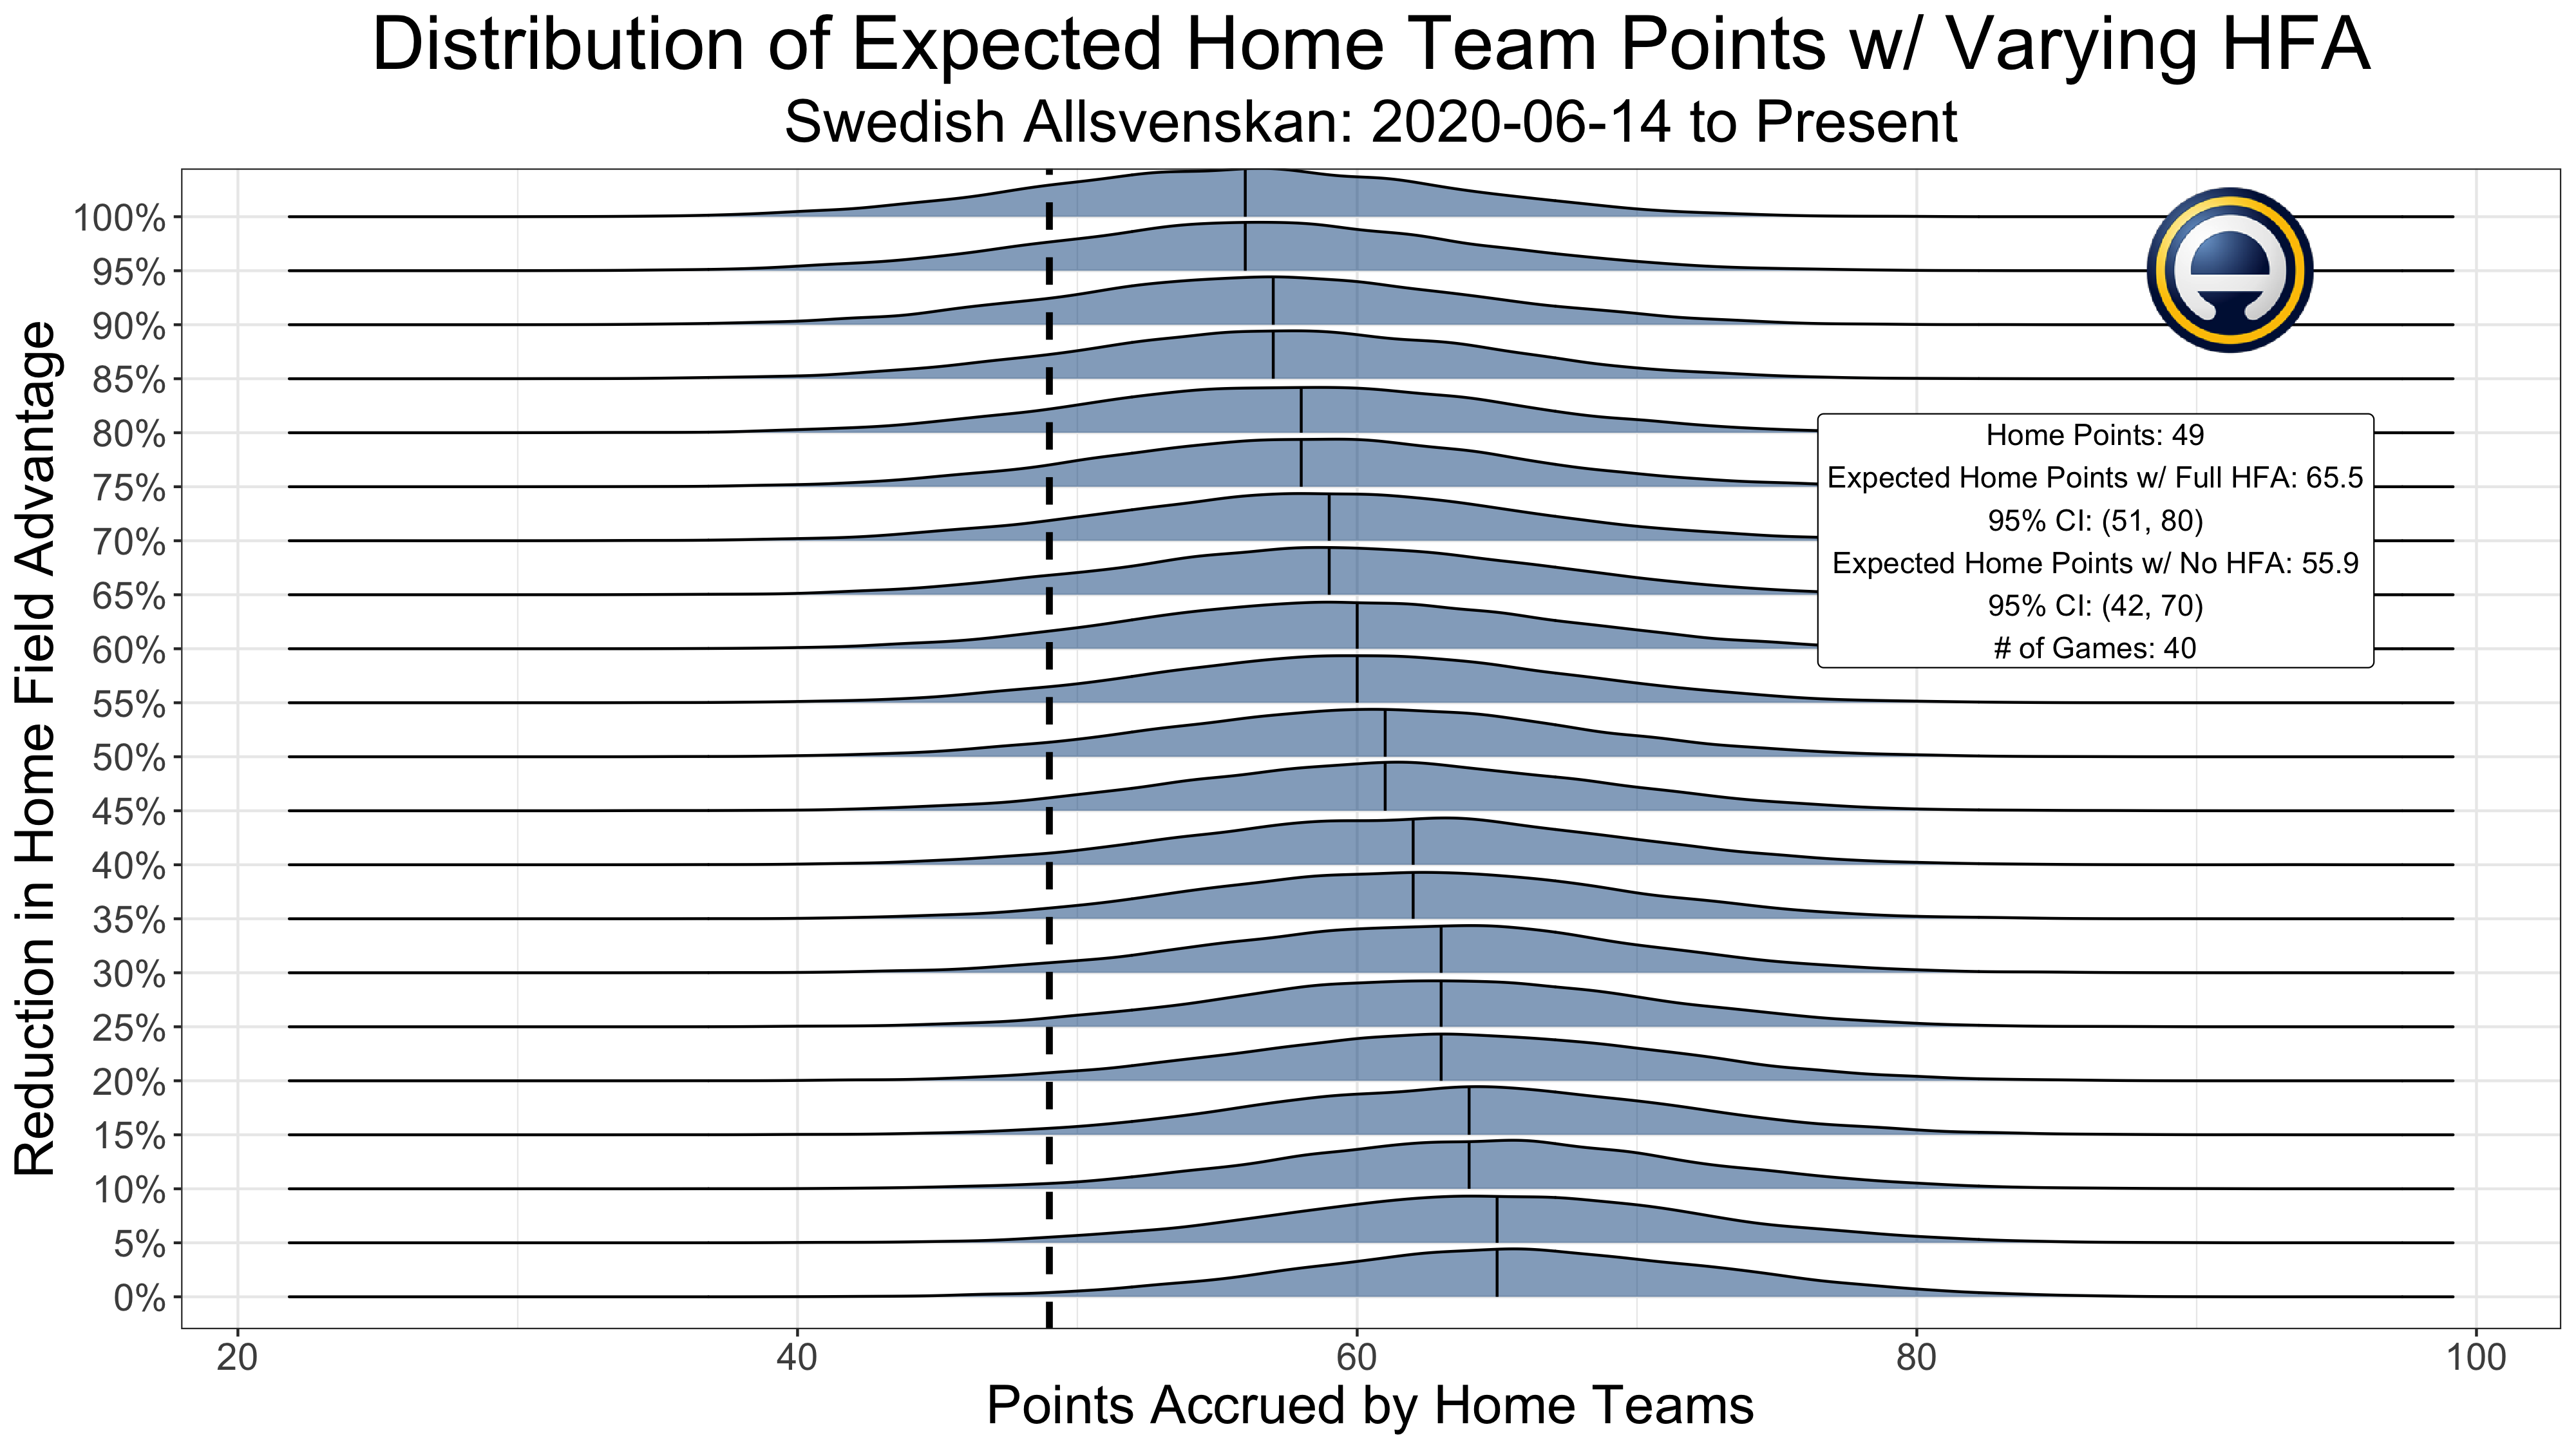 Distribution of Expected Home Team Points w/ Varying HFA
Swedish Allsvenskan: 2020-06-14 to Present
Reduction in Home Field Advantage
100%
95%
90%
85%
80%
75%
70%
65%
60%
55%
50%
45%
40%
35%
30%
25%
20%
15%
10%
5%
0%
Home Points: 49
Expected Home Points w/ Full HFA: 65.5
95% CI: (51, 80)
Expected Home Points w/ No HFA: 55.9
95% CI: (42, 70)
# of Games: 40
20 40 60 80 100
Points Accrued by Home Teams